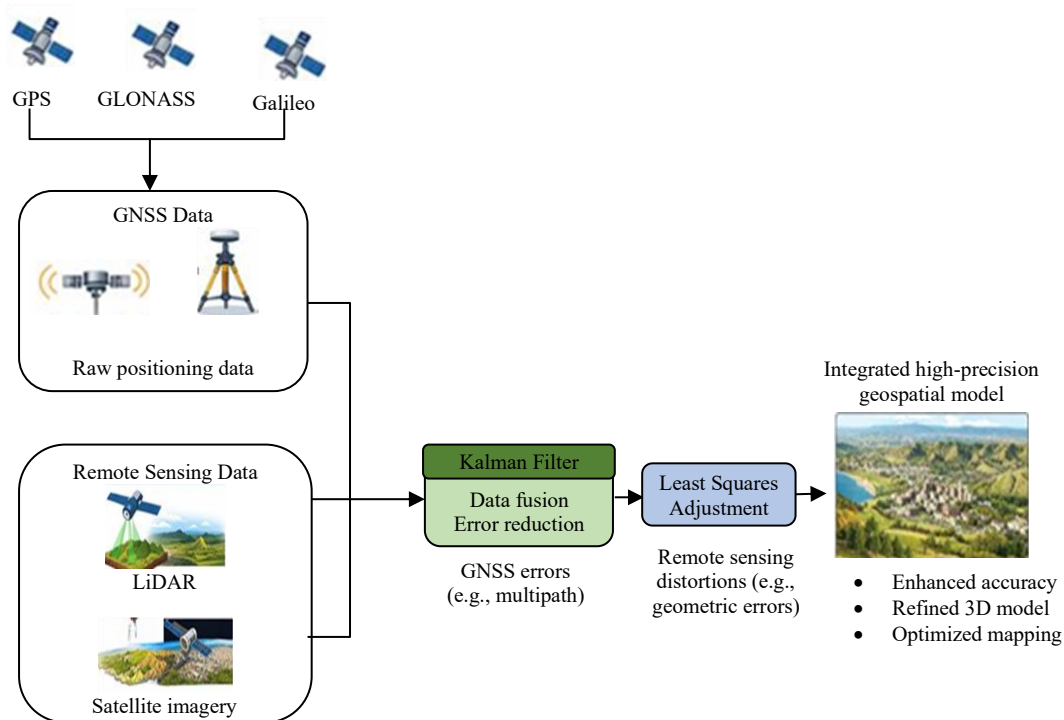 GPS
GLONASS
Galileo
GNSS Data
Raw positioning data
Remote Sensing Data
LiDAR
Satellite imagery
Kalman Filter
Data fusion
Error reduction
GNSS errors
(e.g., multipath)
Least Squares
Adjustment
Remote sensing
distortions (e.g.,
geometric errors)
Integrated high-precision
geospatial model
• Enhanced accuracy
• Refined 3D model
• Optimized mapping